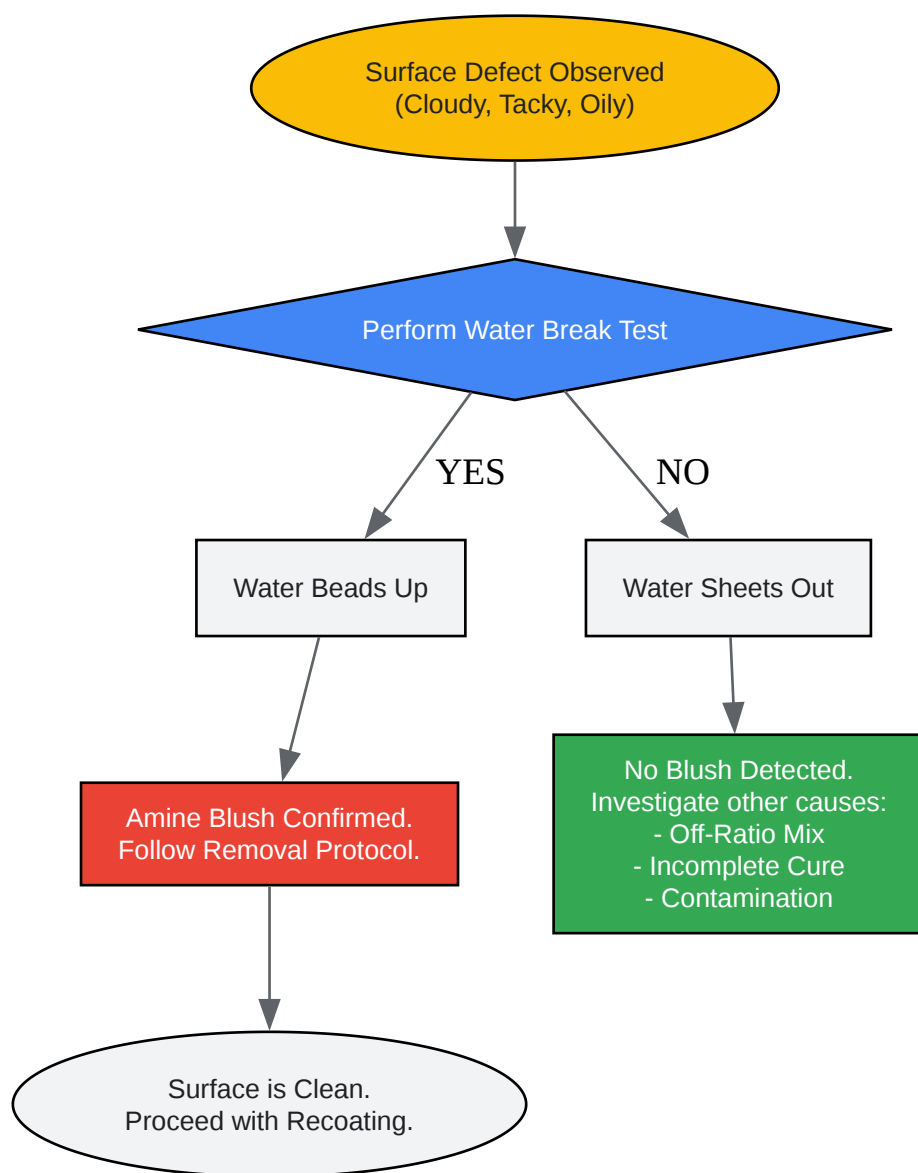 Surface Defect Observed
(Cloudy, Tacky, Oily)
Perform Water Break Test
YES
NO
Water Beads Up
Water Sheets Out
No Blush Detected.
Investigate other causes:
- Off-Ratio Mix
- Incomplete Cure
- Contamination
Amine Blush Confirmed.
Follow Removal Protocol.
Surface is Clean.
Proceed with Recoating.